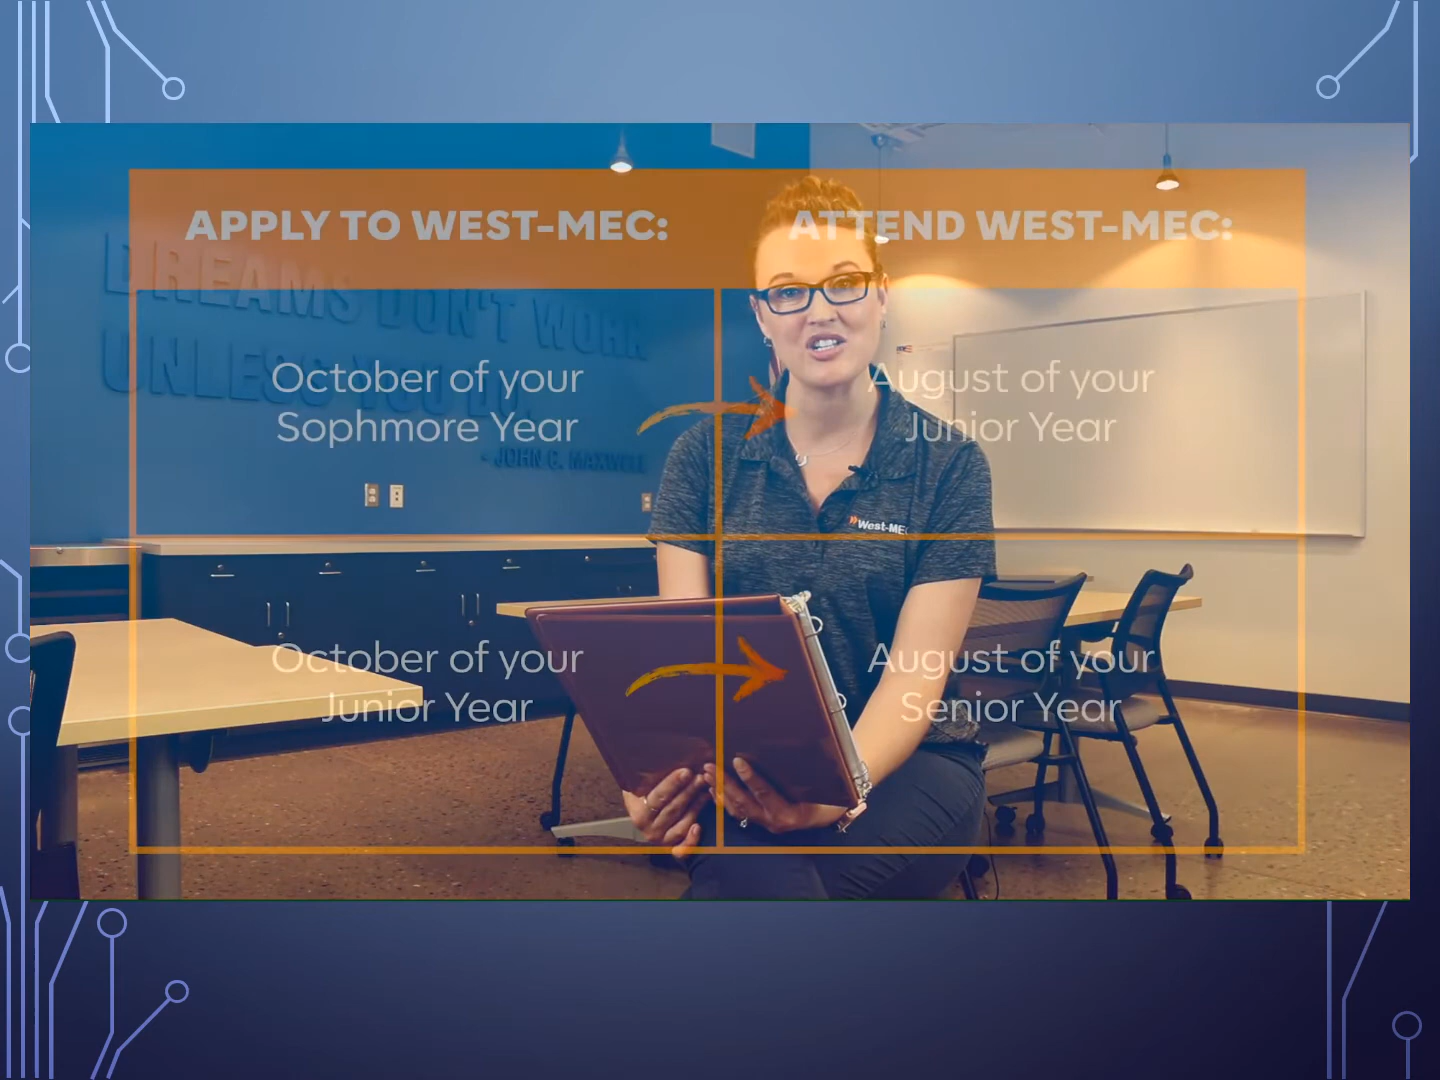 APPLY TO WEST-MEC:
ATTEND WEST-MEC:
DREAMS DON'T WORK
UNLESS YOU DO.
- JOHN C. MAXWELL
October of your
Sophmore Year
August of your
Junior Year
West-MEC
October of your
Junior Year
August of your
Senior Year